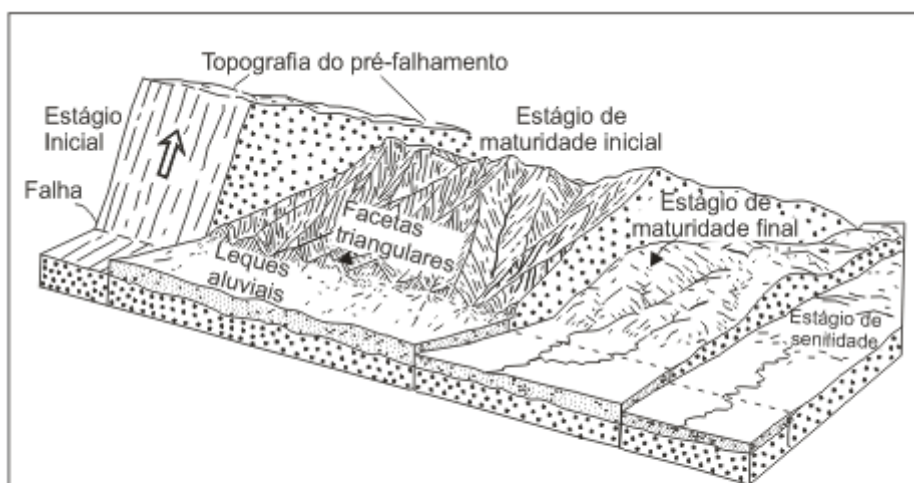 Topografia do pré-falhamento
Estágio
Inicial
Estágio de
maturidade inicial
Falha
Facetas
triangulares
Leques
aluviais
Estágio de
maturidade final
Estágio de
senilidade